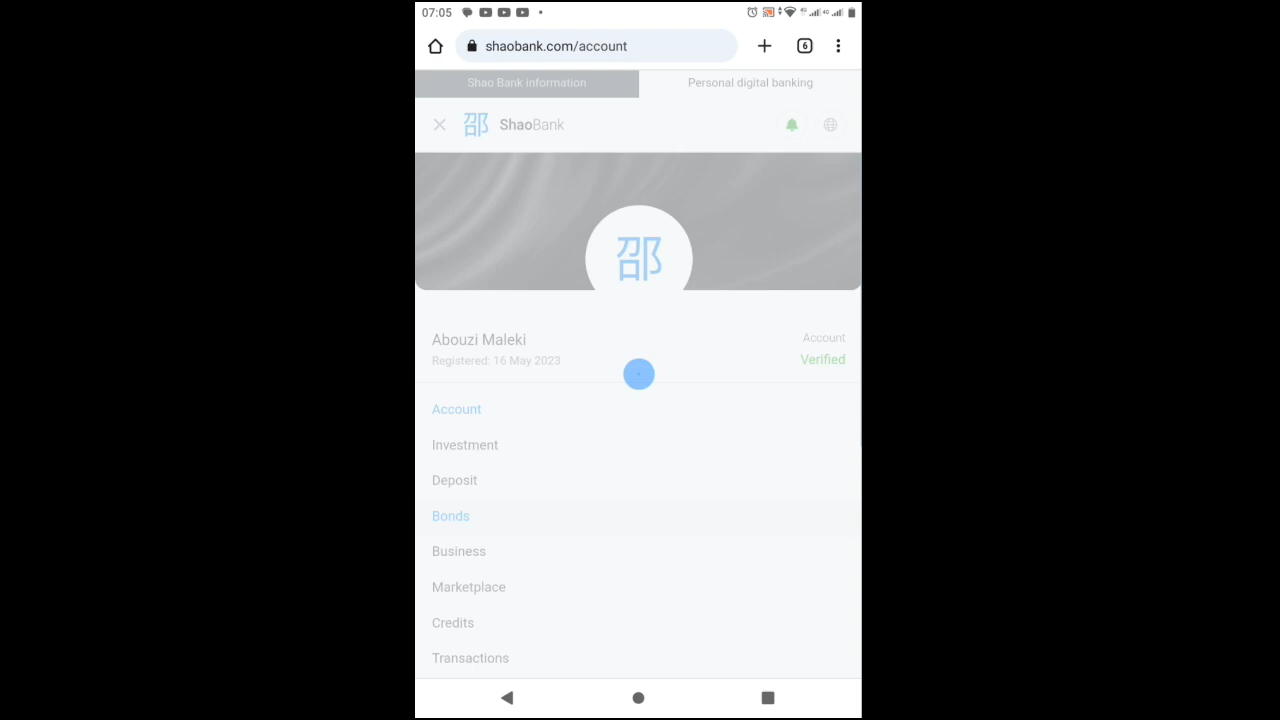 07:05
shaobank.com/account
6
Shao Bank information
Personal digital banking
邵 ShaoBank
邵
Abouzi Maleki
Account
Registered: 16 May 2023
Verified
Account
Investment
Deposit
Bonds
Business
Marketplace
Credits
Transactions